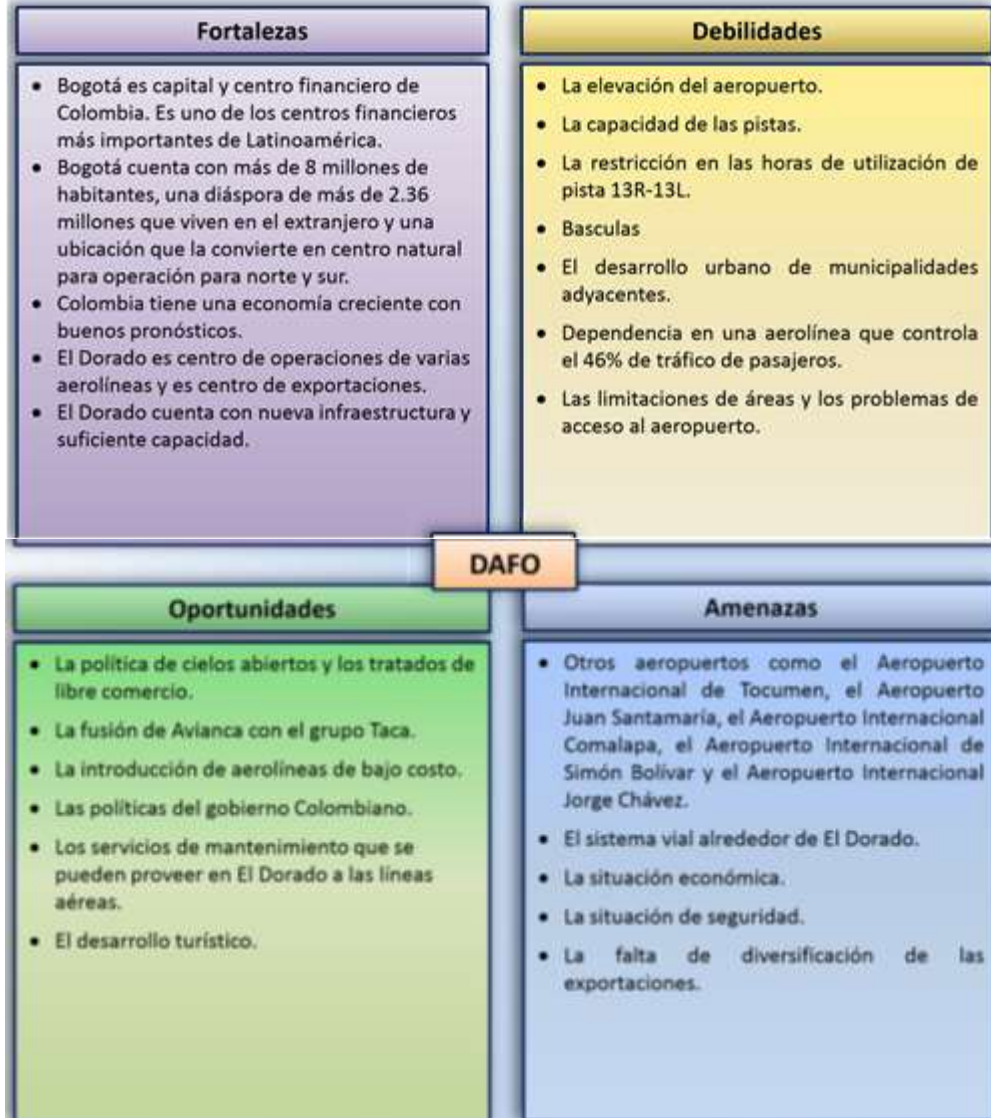 Fortalezas
• Bogotá es capital y centro financiero de
Colombia. Es uno de los centros financieros
más importantes de Latinoamérica.
• Bogotá cuenta con más de 8 millones de
habitantes, una diáspora de más de 2.36
millones que viven en el extranjero y una
ubicación que la convierte en centro natural
para operación para norte y sur.
• Colombia tiene una economía creciente con
buenos pronósticos.
• El Dorado es centro de operaciones de varias
aerolíneas y es centro de exportaciones.
• El Dorado cuenta con nueva infraestructura y
suficiente capacidad.
Debilidades
• La elevación del aeropuerto.
• La capacidad de las pistas.
• La restricción en las horas de utilización de
pista 13R-13L.
• Basculas
• El desarrollo urbano de municipalidades
adyacentes.
• Dependencia en una aerolínea que controla
el 46% de tráfico de pasajeros.
• Las limitaciones de áreas y los problemas de
acceso al aeropuerto.
DAFO
Oportunidades
• La política de cielos abiertos y los tratados de
libre comercio.
• La fusión de Avianca con el grupo Taca.
• La introducción de aerolíneas de bajo costo.
• Las políticas del gobierno Colombiano.
• Los servicios de mantenimiento que se
pueden proveer en El Dorado a las líneas
aéreas.
• El desarrollo turístico.
Amenazas
• Otros aeropuertos como el Aeropuerto
Internacional de Tocumen, el Aeropuerto
Juan Santamaría, el Aeropuerto Internacional
Comalapa, el Aeropuerto Internacional de
Simón Bolívar y el Aeropuerto Internacional
Jorge Chávez.
• El sistema vial alrededor de El Dorado.
• La situación económica.
• La situación de seguridad.
• La falta de diversificación de las
exportaciones.